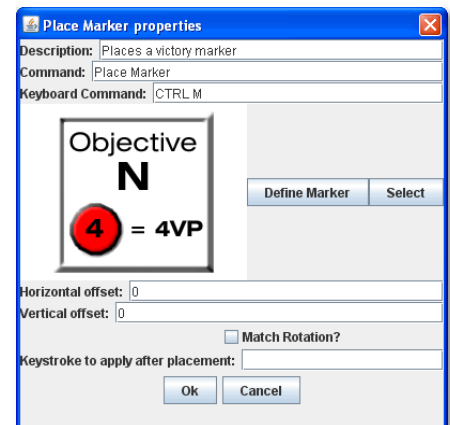 Place Marker properties
Description: Places a victory marker
Command: Place Marker
Keyboard Command: CTRL M
Objective
N
4 = 4VP
Define Marker Select
Horizontal offset: 0
Vertical offset: 0
Match Rotation?
Keystroke to apply after placement:
Ok Cancel